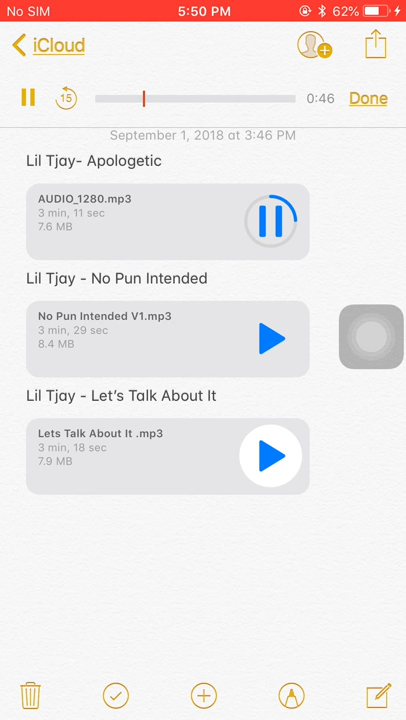 No SIM 5:50 PM 62%
iCloud
15 0:46 Done
September 1, 2018 at 3:46 PM
Lil Tjay- Apologetic
AUDIO_1280.mp3
3 min, 11 sec
7.6 MB
Lil Tjay - No Pun Intended
No Pun Intended V1.mp3
3 min, 29 sec
8.4 MB
Lil Tjay - Let’s Talk About It
Lets Talk About It .mp3
3 min, 18 sec
7.9 MB